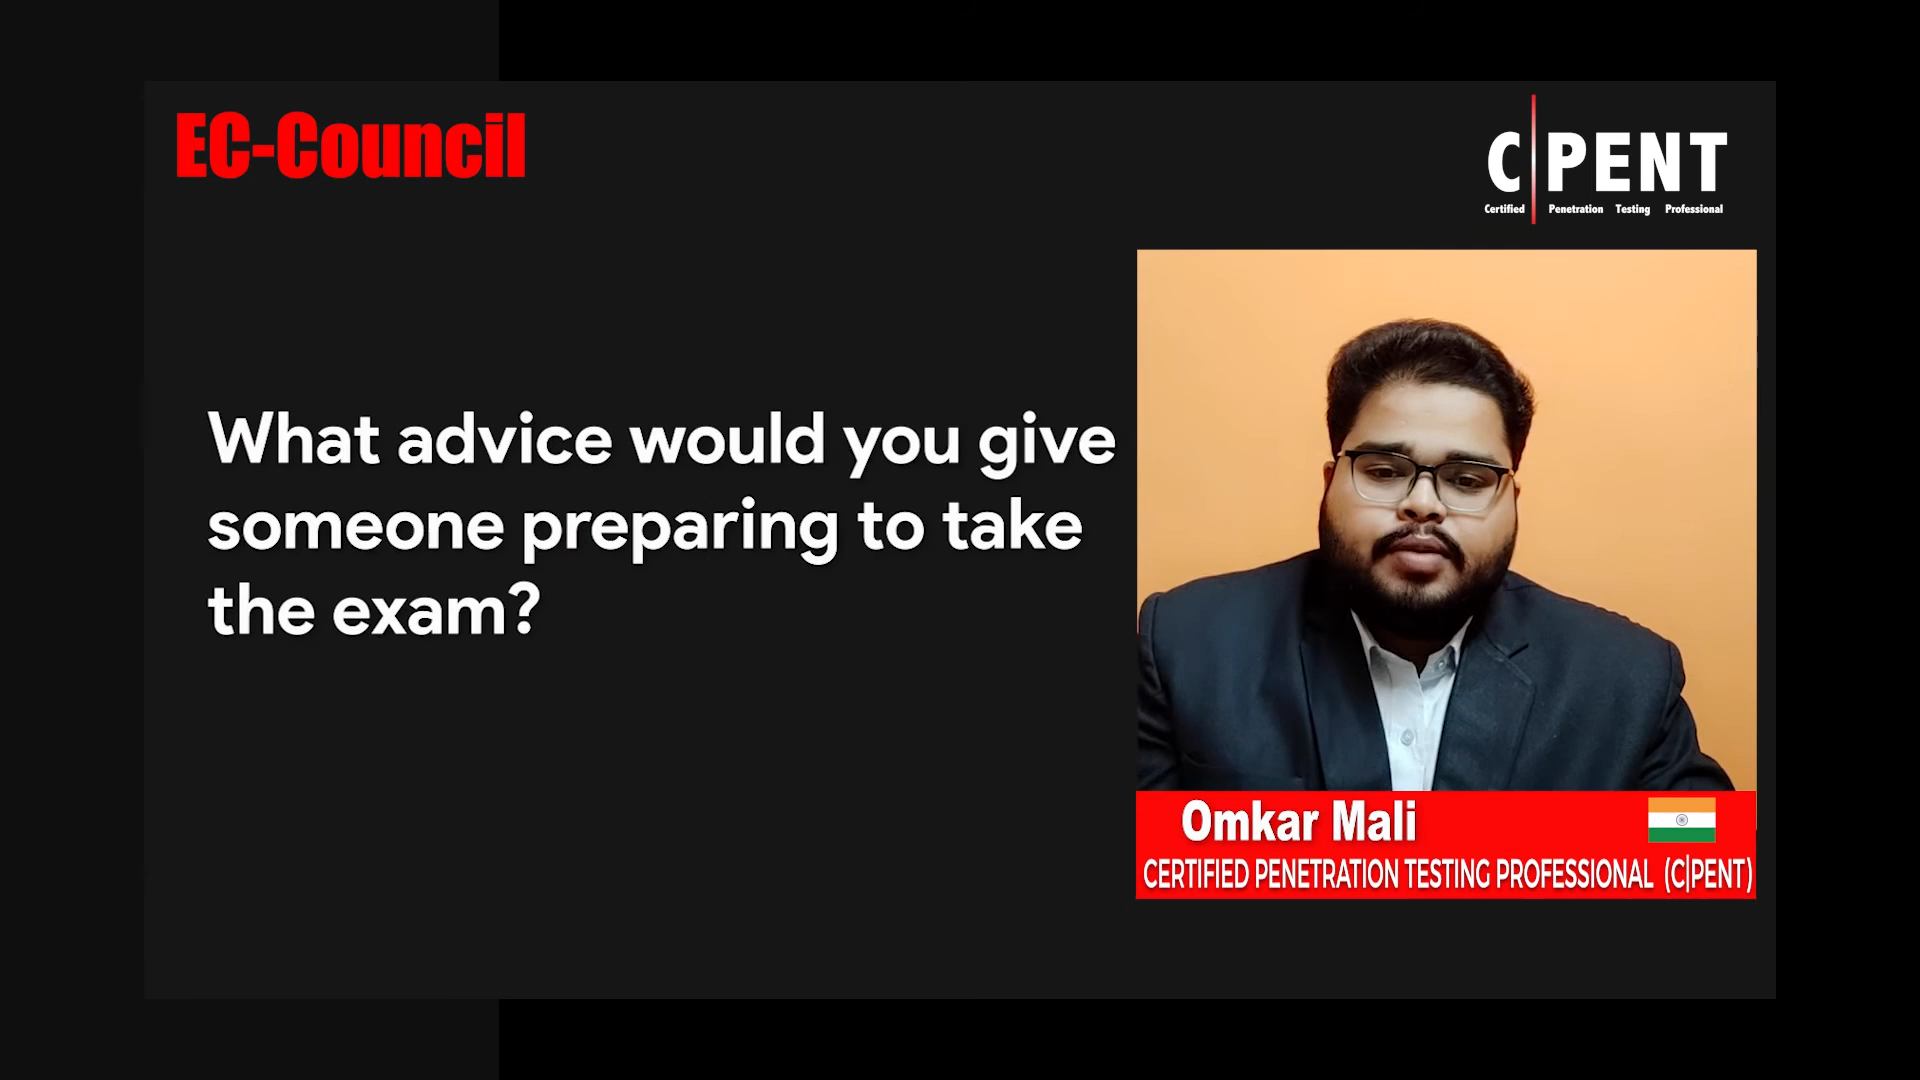 EC-Council
C|PENT
Certified Penetration Testing Professional
What advice would you give
someone preparing to take
the exam?
Omkar Mali
CERTIFIED PENETRATION TESTING PROFESSIONAL (C|PENT)